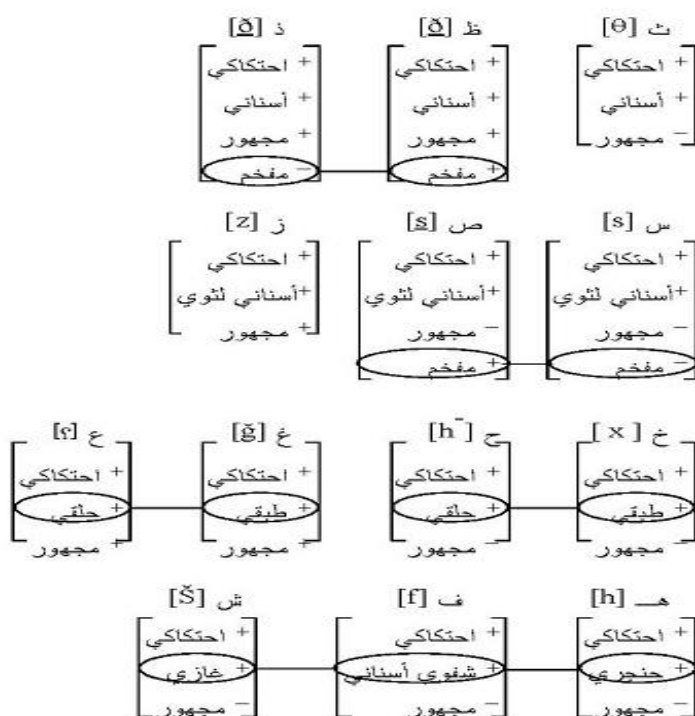 ث [θ] ظ [ð] ذ [ð]
+ احتكاكي + احتكاكي + احتكاكي
+ أسناني + أسناني + أسناني
− مجهور + مجهور + مجهور
+ مفخم − مفخم
س [s] ص [s] ز [z]
+ احتكاكي + احتكاكي + احتكاكي
+ أسناني لثوي + أسناني لثوي + أسناني لثوي
− مجهور − مجهور + مجهور
− مفخم + مفخم
خ [x] ح [h̄] غ [ğ] ع [ʕ]
+ احتكاكي + احتكاكي + احتكاكي + احتكاكي
+ طبقي + حلقي + طبقي + حلقي
− مجهور − مجهور + مجهور + مجهور
هـ [h] ف [f] ش [Š]
+ احتكاكي + احتكاكي + احتكاكي
+ حنجري + شفوي أسناني + غازي
− مجهور − مجهور − مجهور